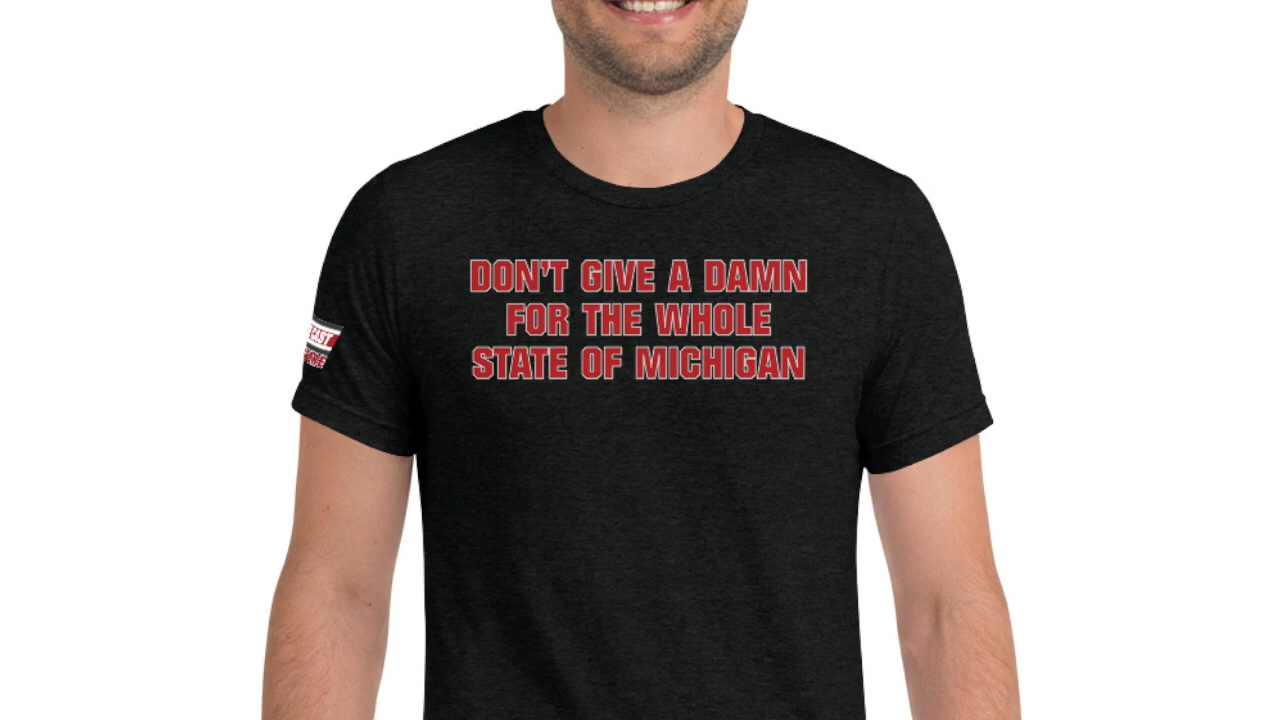 DON'T GIVE A DAMN
FOR THE WHOLE
STATE OF MICHIGAN